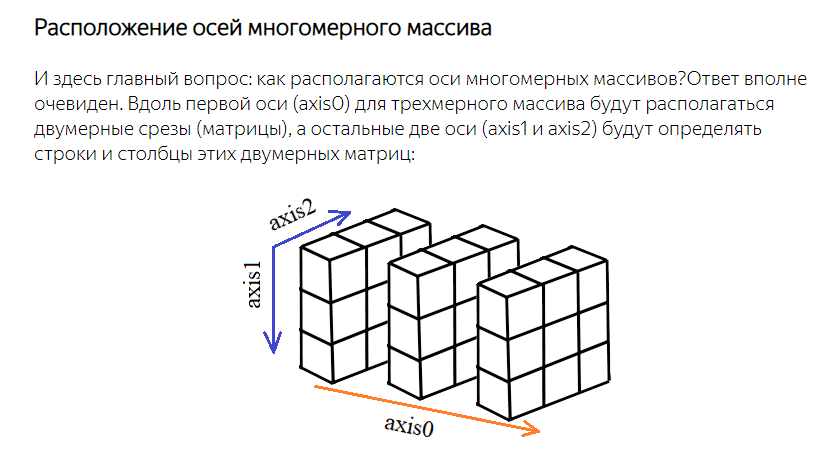 Расположение осей многомерного массива
И здесь главный вопрос: как располагаются оси многомерных массивов?Ответ вполне
очевиден. Вдоль первой оси (axis0) для трехмерного массива будут располагаться
двумерные срезы (матрицы), а остальные две оси (axis1 и axis2) будут определять
строки и столбцы этих двумерных матриц:
axis2
axis1
axis0